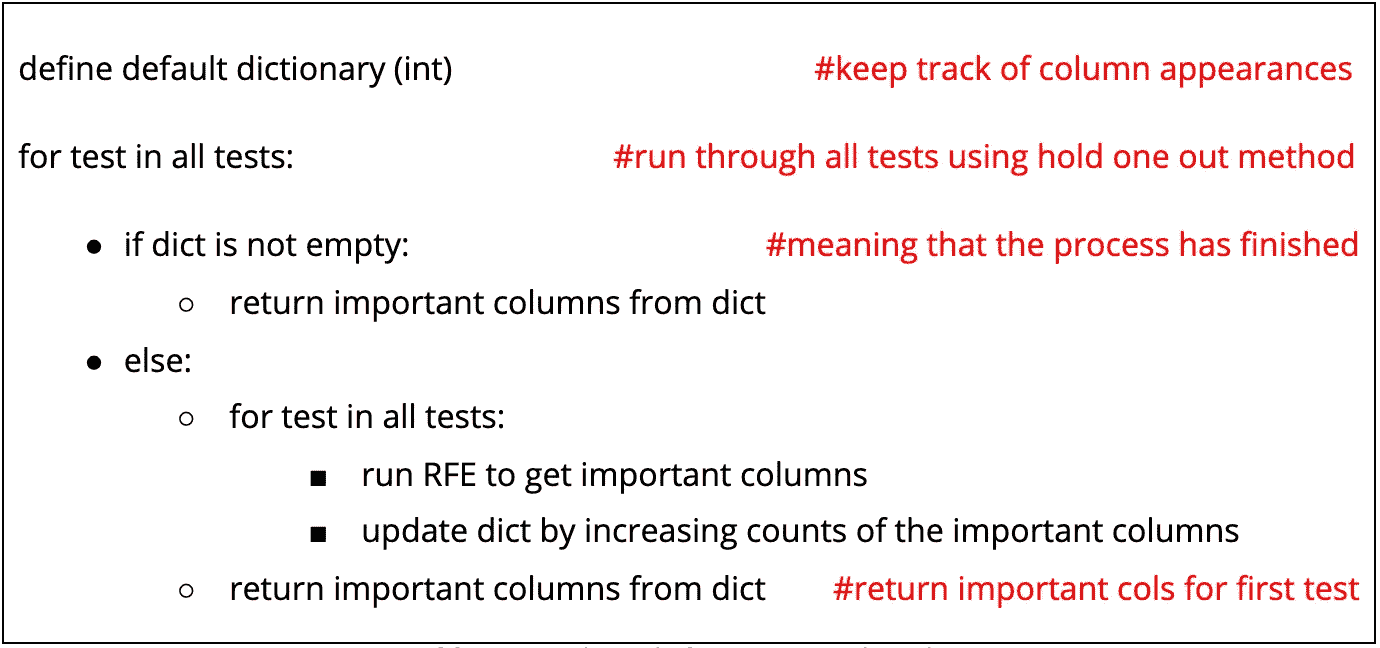 define default dictionary (int) #keep track of column appearances
for test in all tests: #run through all tests using hold one out method
● if dict is not empty: #meaning that the process has finished
○ return important columns from dict
● else:
○ for test in all tests:
■ run RFE to get important columns
■ update dict by increasing counts of the important columns
○ return important columns from dict #return important cols for first test